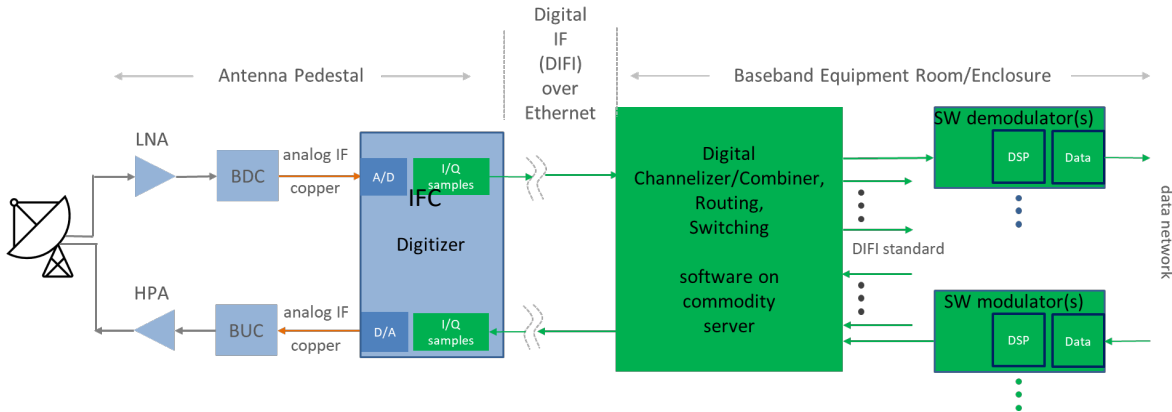 Digital
IF
(DIFI)
over
Ethernet
Antenna Pedestal
Baseband Equipment Room/Enclosure
LNA
BDC
analog IF
copper
A/D
I/Q
samples
IFC
Digitizer
HPA
BUC
analog IF
copper
D/A
I/Q
samples
Digital
Channelizer/Combiner,
Routing,
Switching
software on
commodity
server
DIFI standard
SW demodulator(s)
DSP
Data
SW modulator(s)
DSP
Data
data network